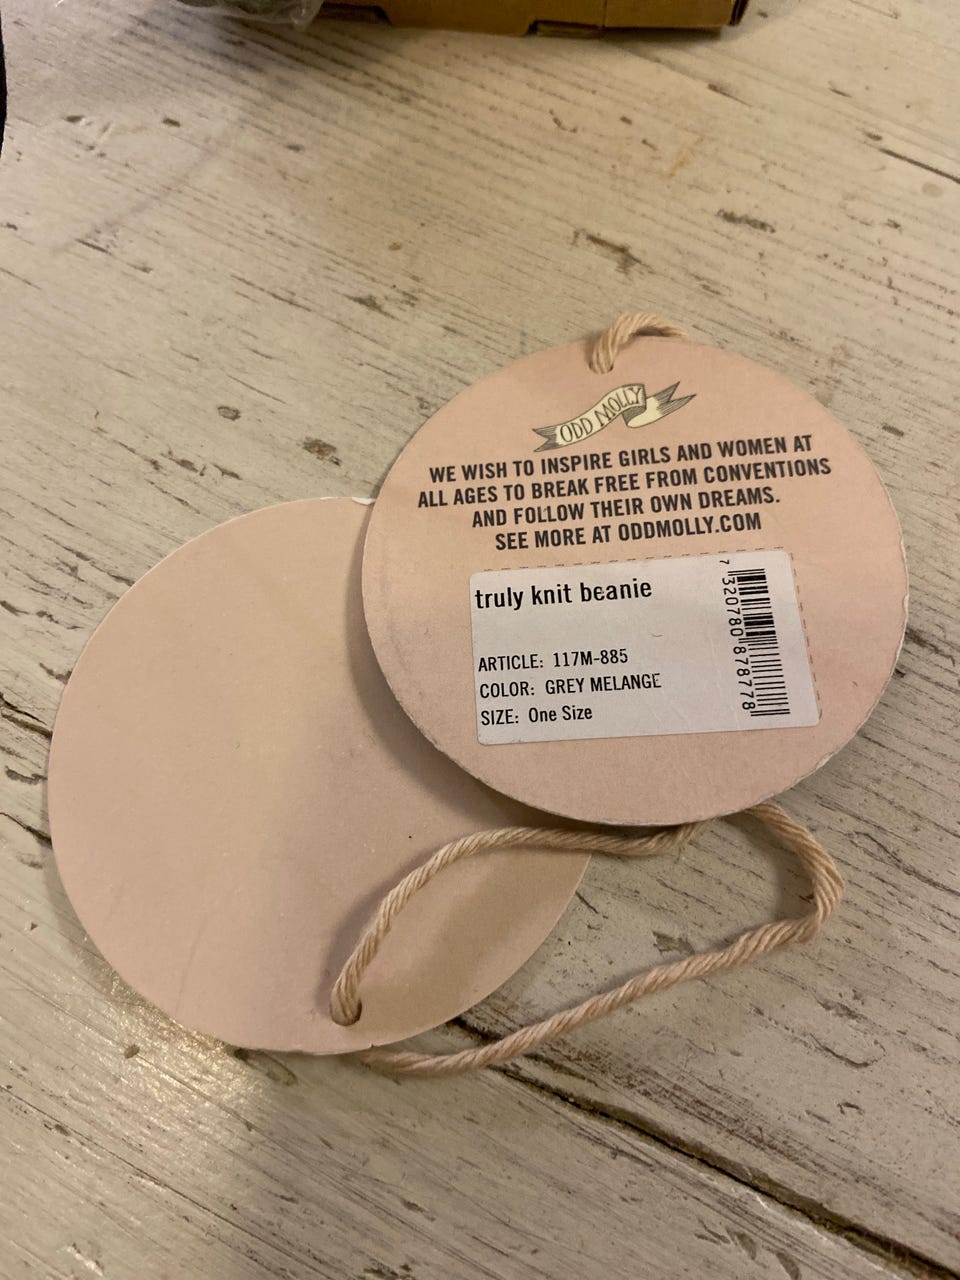 ODD MOLLY
WE WISH TO INSPIRE GIRLS AND WOMEN AT
ALL AGES TO BREAK FREE FROM CONVENTIONS
AND FOLLOW THEIR OWN DREAMS.
SEE MORE AT ODDMOLLY.COM
truly knit beanie
ARTICLE: 117M-885
COLOR: GREY MELANGE
SIZE: One Size
7 320780 878778